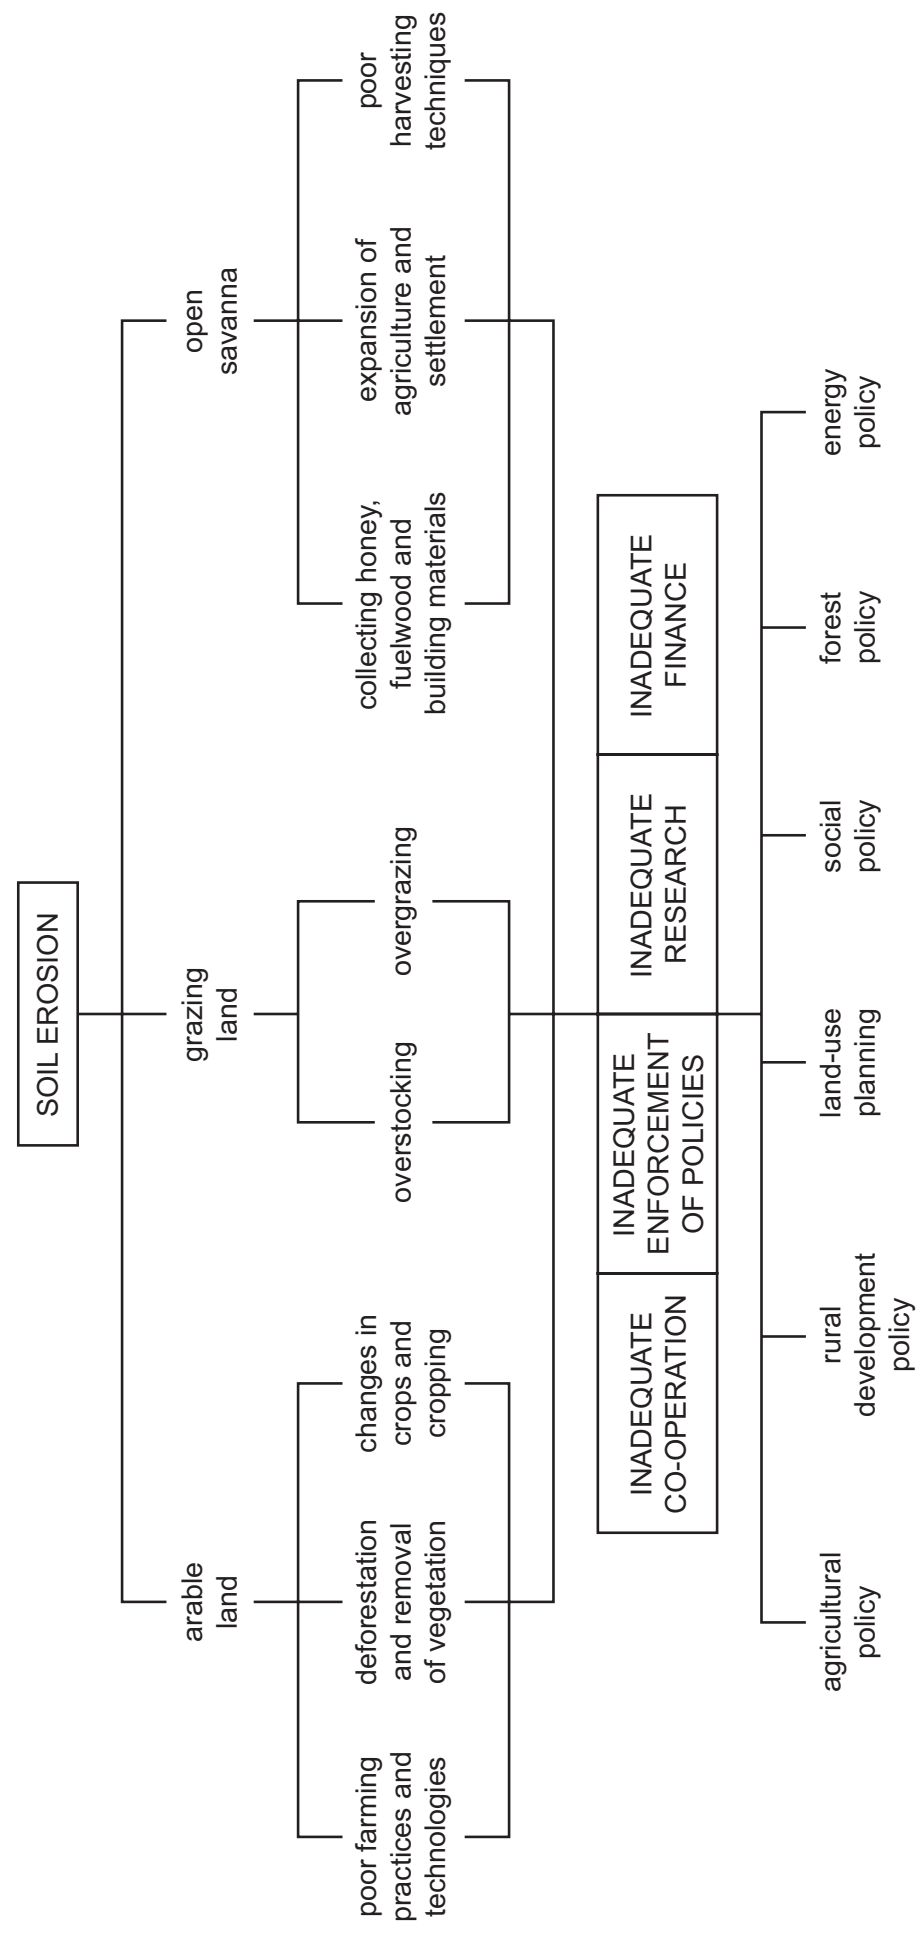 SOIL EROSION
arable
land
grazing
land
open
savanna
poor farming
practices and
technologies
deforestation
and removal
of vegetation
changes in
crops and
cropping
overstocking
overgrazing
collecting honey,
fuelwood and
building materials
expansion of
agriculture and
settlement
poor
harvesting
techniques
INADEQUATE
CO-OPERATION
INADEQUATE
ENFORCEMENT
OF POLICIES
INADEQUATE
RESEARCH
INADEQUATE
FINANCE
agricultural
policy
rural
development
policy
land-use
planning
social
policy
forest
policy
energy
policy